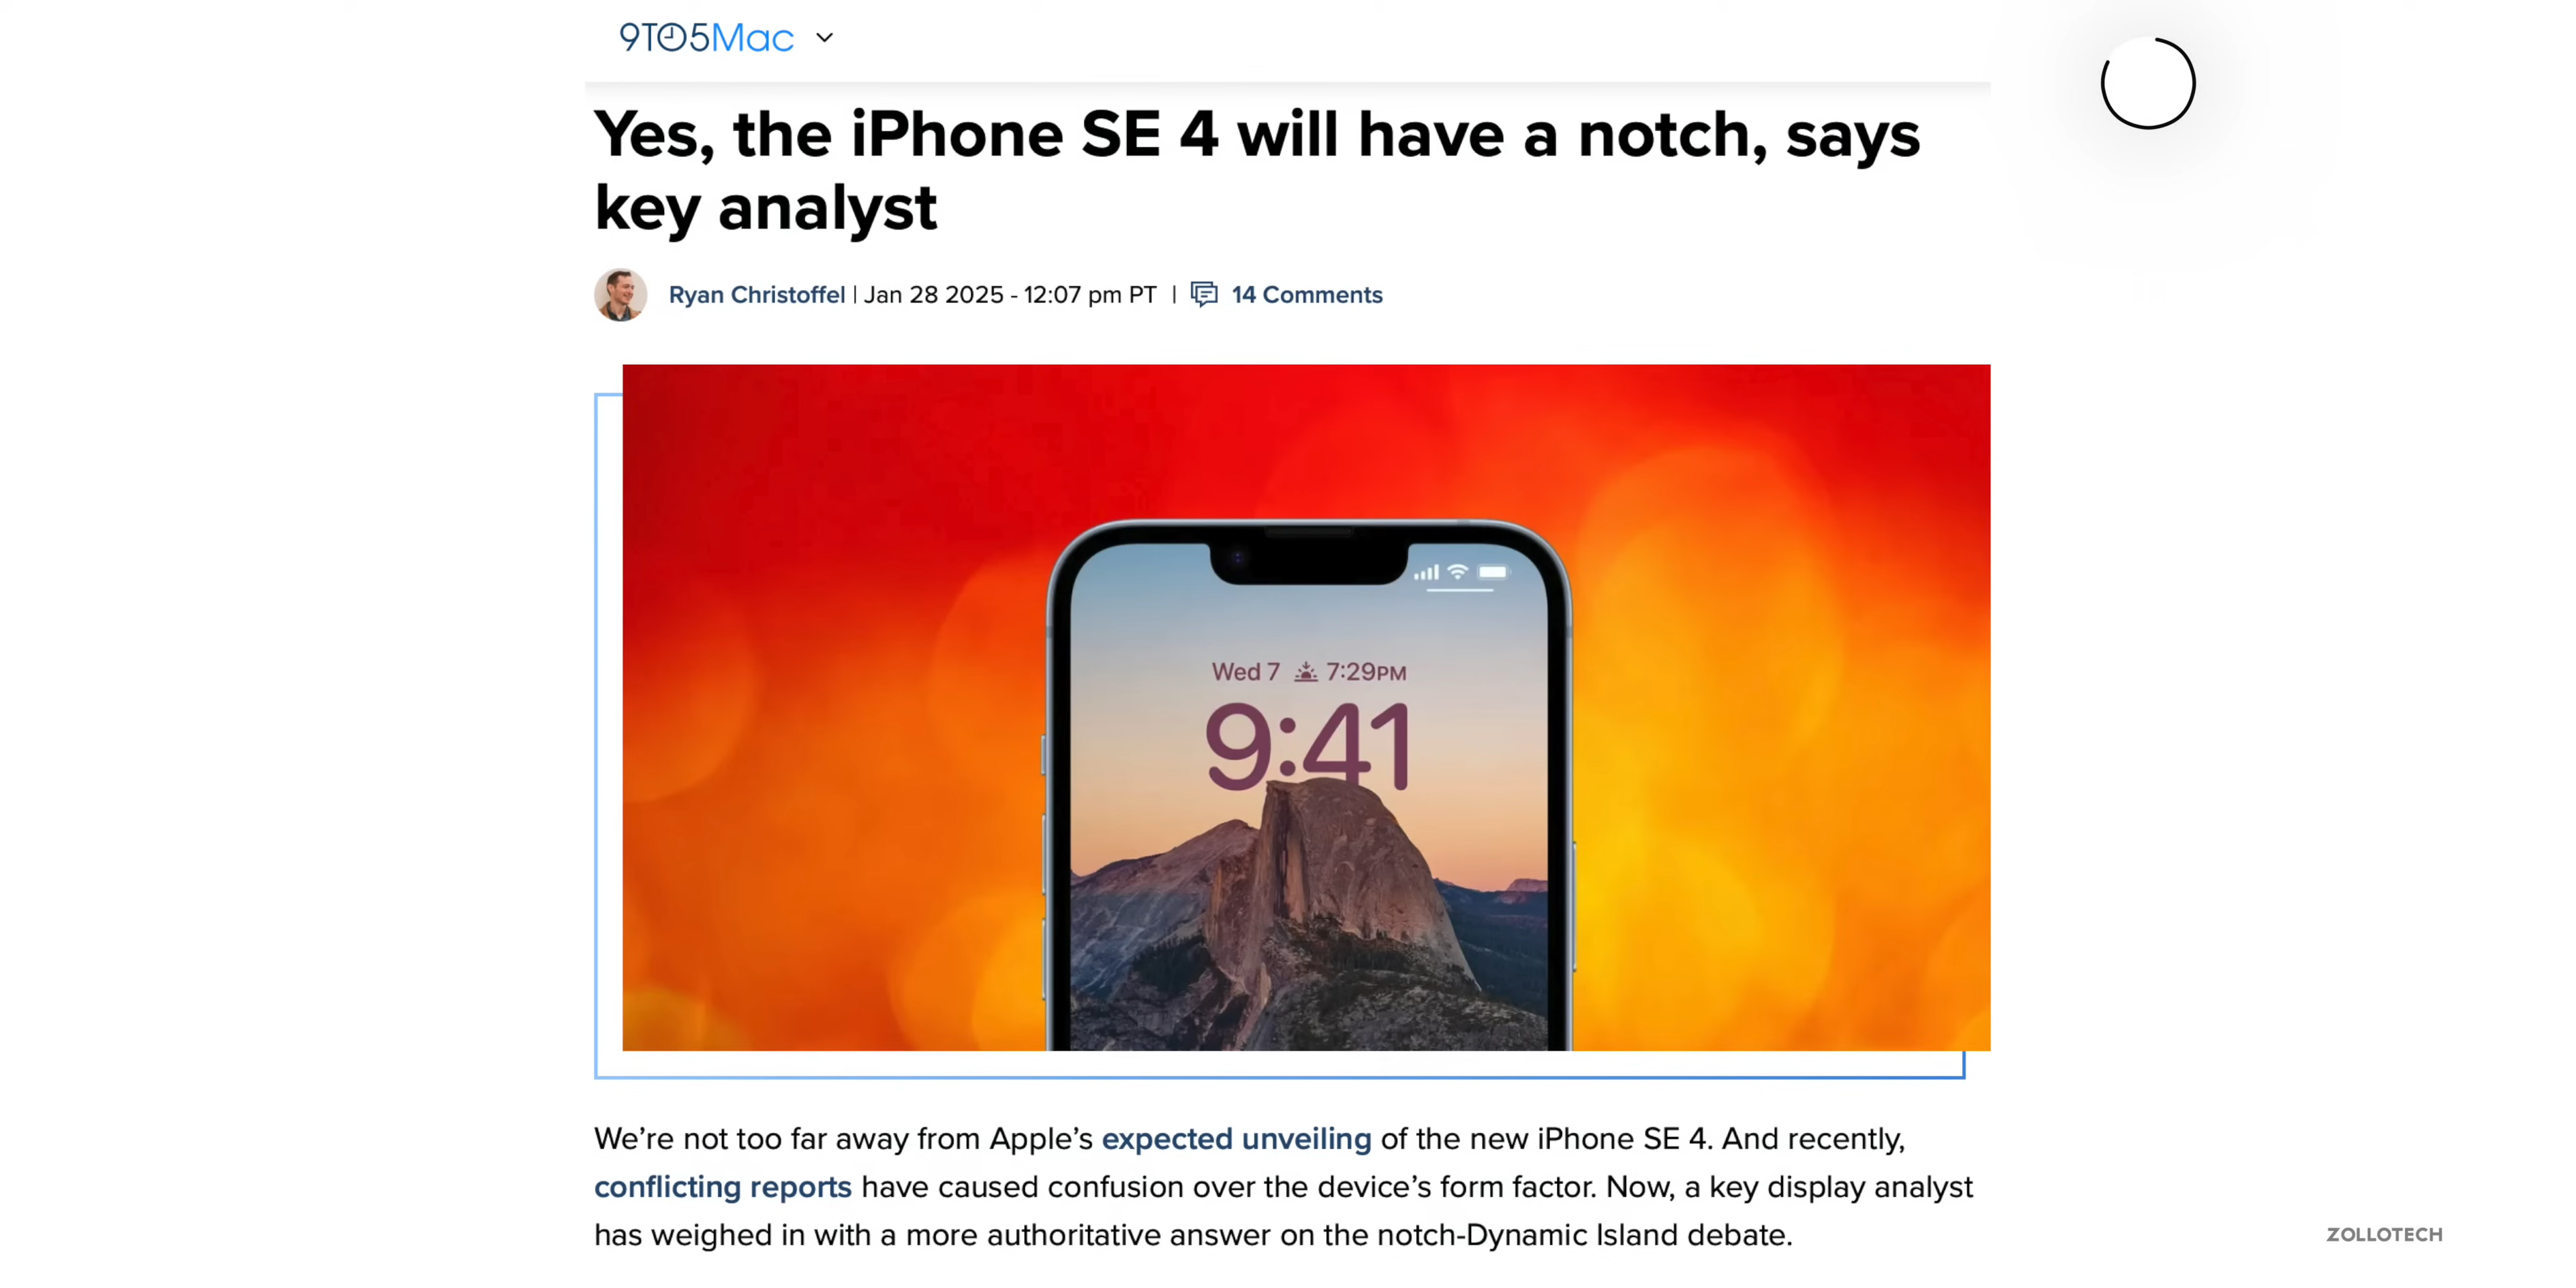 9TO5Mac
Yes, the iPhone SE 4 will have a notch, says
key analyst
Ryan Christoffel | Jan 28 2025 - 12:07 pm PT | 14 Comments
Wed 7 7:29PM
9:41
We’re not too far away from Apple’s expected unveiling of the new iPhone SE 4. And recently,
conflicting reports have caused confusion over the device’s form factor. Now, a key display analyst
has weighed in with a more authoritative answer on the notch-Dynamic Island debate.
ZOLLOTECH